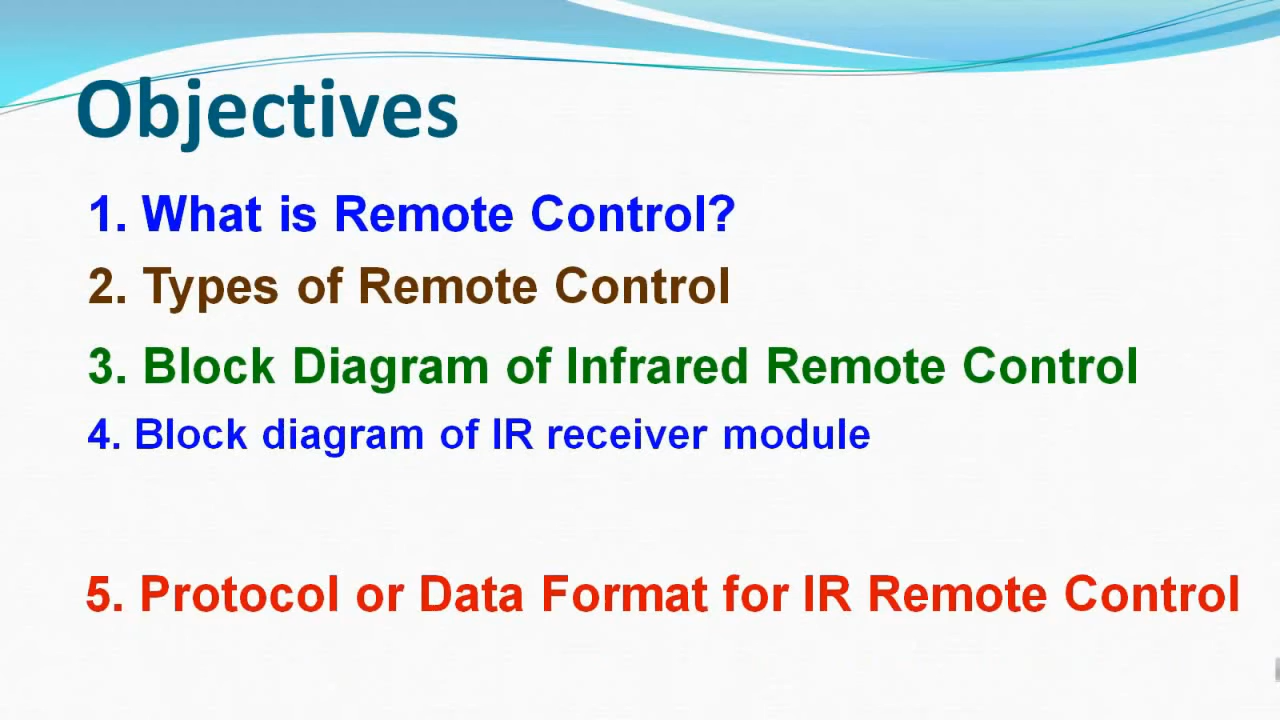 Objectives
1. What is Remote Control?
2. Types of Remote Control
3. Block Diagram of Infrared Remote Control
4. Block diagram of IR receiver module
5. Protocol or Data Format for IR Remote Control